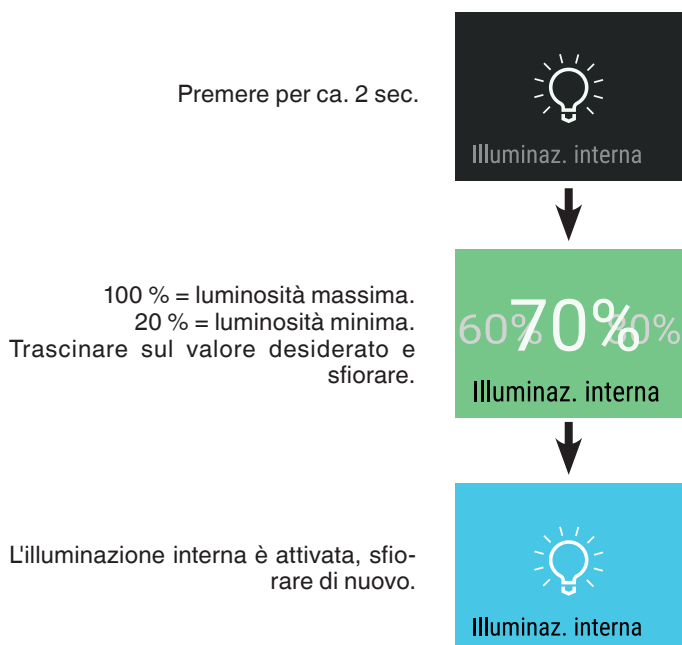 Premere per ca. 2 sec.
Illuminaz. interna
100 % = luminosità massima.
20 % = luminosità minima.
Trascinare sul valore desiderato e
sfiorare.
60% 70% 80%
Illuminaz. interna
L'illuminazione interna è attivata, sfio-
rare di nuovo.
Illuminaz. interna